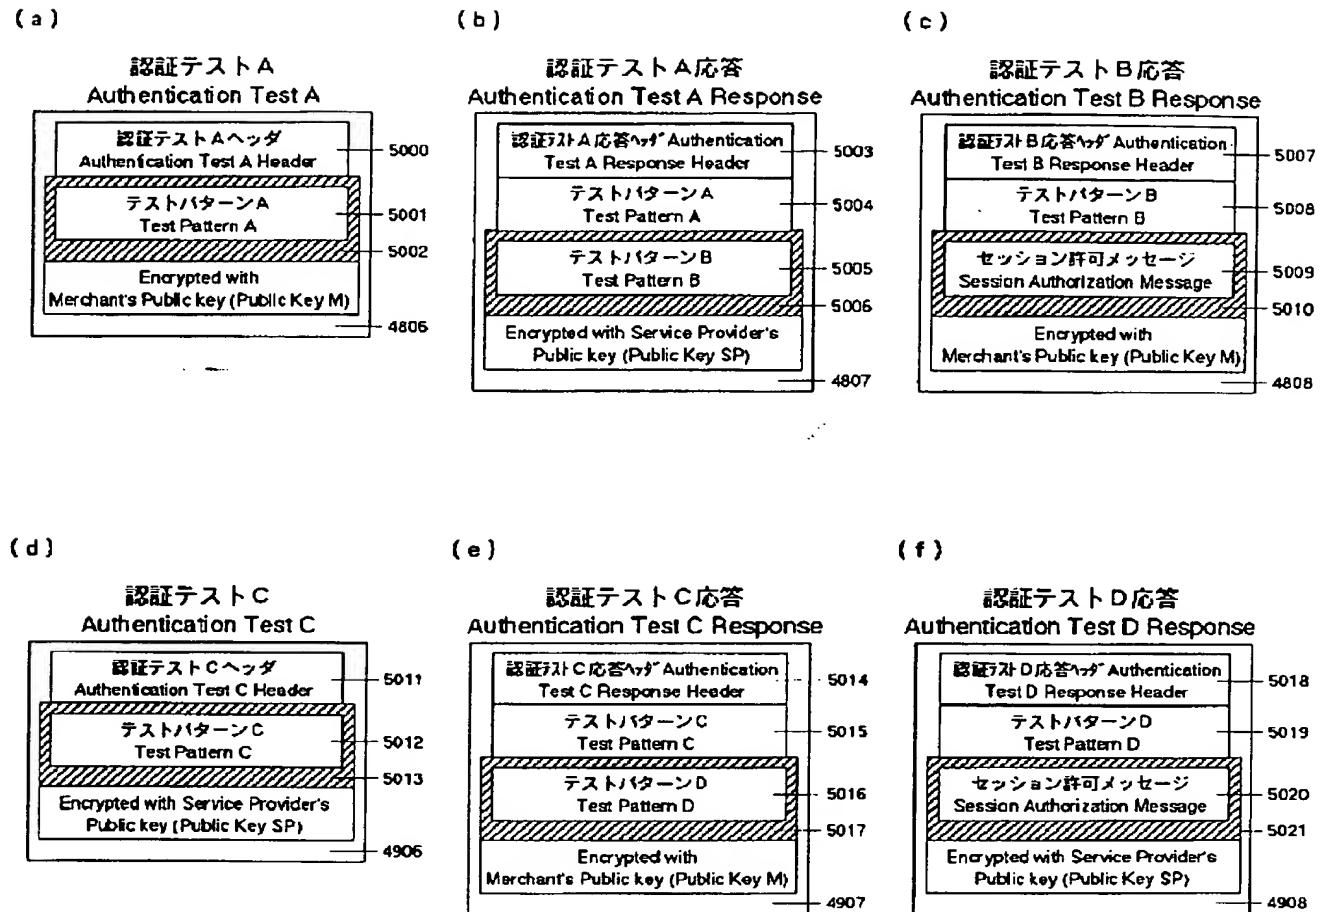 (a)
認証テストA
Authentication Test A
認証テストAヘッダ
Authentication Test A Header
5000
テストパターンA
Test Pattern A
5001
5002
Encrypted with
Merchant's Public key (Public Key M)
4806
(b)
認証テストA応答
Authentication Test A Response
認証テストA応答ヘッダ Authentication
Test A Response Header
5003
テストパターンA
Test Pattern A
5004
テストパターンB
Test Pattern B
5005
5006
Encrypted with Service Provider's
Public key (Public Key SP)
4807
(c)
認証テストB応答
Authentication Test B Response
認証テストB応答ヘッダ Authentication
Test B Response Header
5007
テストパターンB
Test Pattern B
5008
セッション許可メッセージ
Session Authorization Message
5009
5010
Encrypted with
Merchant's Public key (Public Key M)
4808
(d)
認証テストC
Authentication Test C
認証テストCヘッダ
Authentication Test C Header
5011
テストパターンC
Test Pattern C
5012
5013
Encrypted with Service Provider's
Public key (Public Key SP)
4906
(e)
認証テストC応答
Authentication Test C Response
認証テストC応答ヘッダ Authentication
Test C Response Header
5014
テストパターンC
Test Pattern C
5015
テストパターンD
Test Pattern D
5016
5017
Encrypted with
Merchant's Public key (Public Key M)
4907
(f)
認証テストD応答
Authentication Test D Response
認証テストD応答ヘッダ Authentication
Test D Response Header
5018
テストパターンD
Test Pattern D
5019
セッション許可メッセージ
Session Authorization Message
5020
5021
Encrypted with Service Provider's
Public key (Public Key SP)
4908